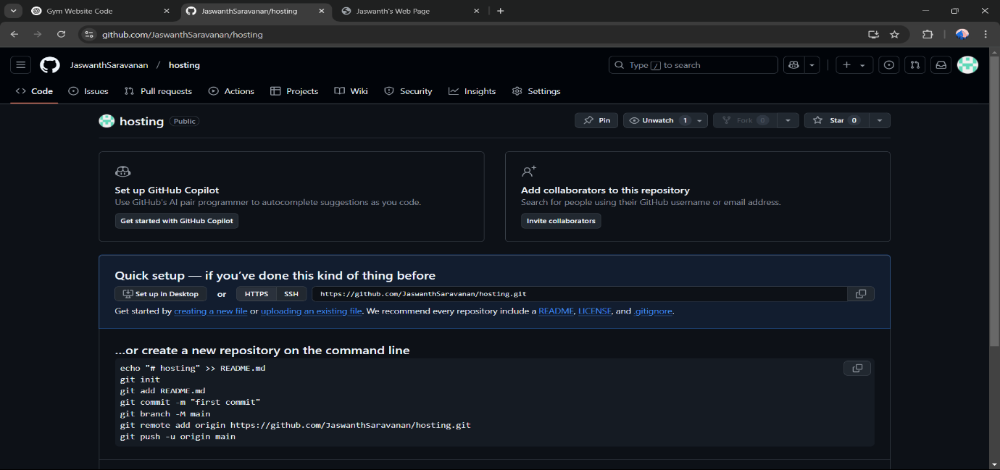 Gym Website Code
JaswanthSaravanan/hosting
Jaswanth's Web Page
github.com/JaswanthSaravanan/hosting
JaswanthSaravanan / hosting
Type / to search
Code
Issues
Pull requests
Actions
Projects
Wiki
Security
Insights
Settings
hosting Public
Pin
Unwatch 1
Fork 0
Star 0
Set up GitHub Copilot
Use GitHub's AI pair programmer to autocomplete suggestions as you code.
Get started with GitHub Copilot
Add collaborators to this repository
Search for people using their GitHub username or email address.
Invite collaborators
Quick setup — if you’ve done this kind of thing before
Set up in Desktop or HTTPS SSH https://github.com/JaswanthSaravanan/hosting.git
Get started by creating a new file or uploading an existing file. We recommend every repository include a README, LICENSE, and .gitignore.
…or create a new repository on the command line
echo "# hosting" >> README.md
git init
git add README.md
git commit -m "first commit"
git branch -M main
git remote add origin https://github.com/JaswanthSaravanan/hosting.git
git push -u origin main